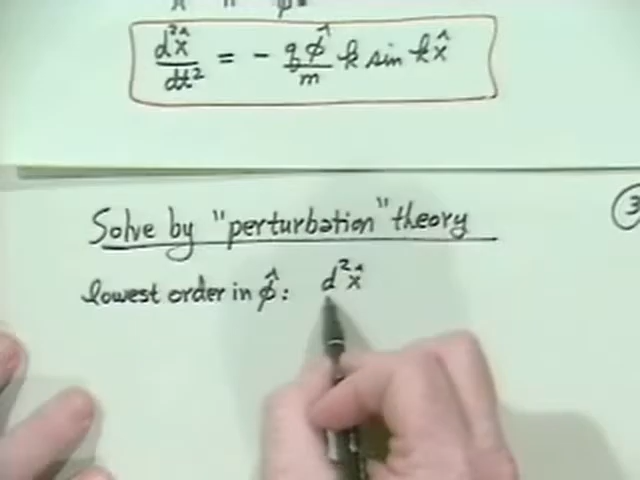 d²x̂/dt² = - qφ̂/m k sin kx̂
Solve by "perturbation" theory
3
lowest order in φ̂: d²x̂